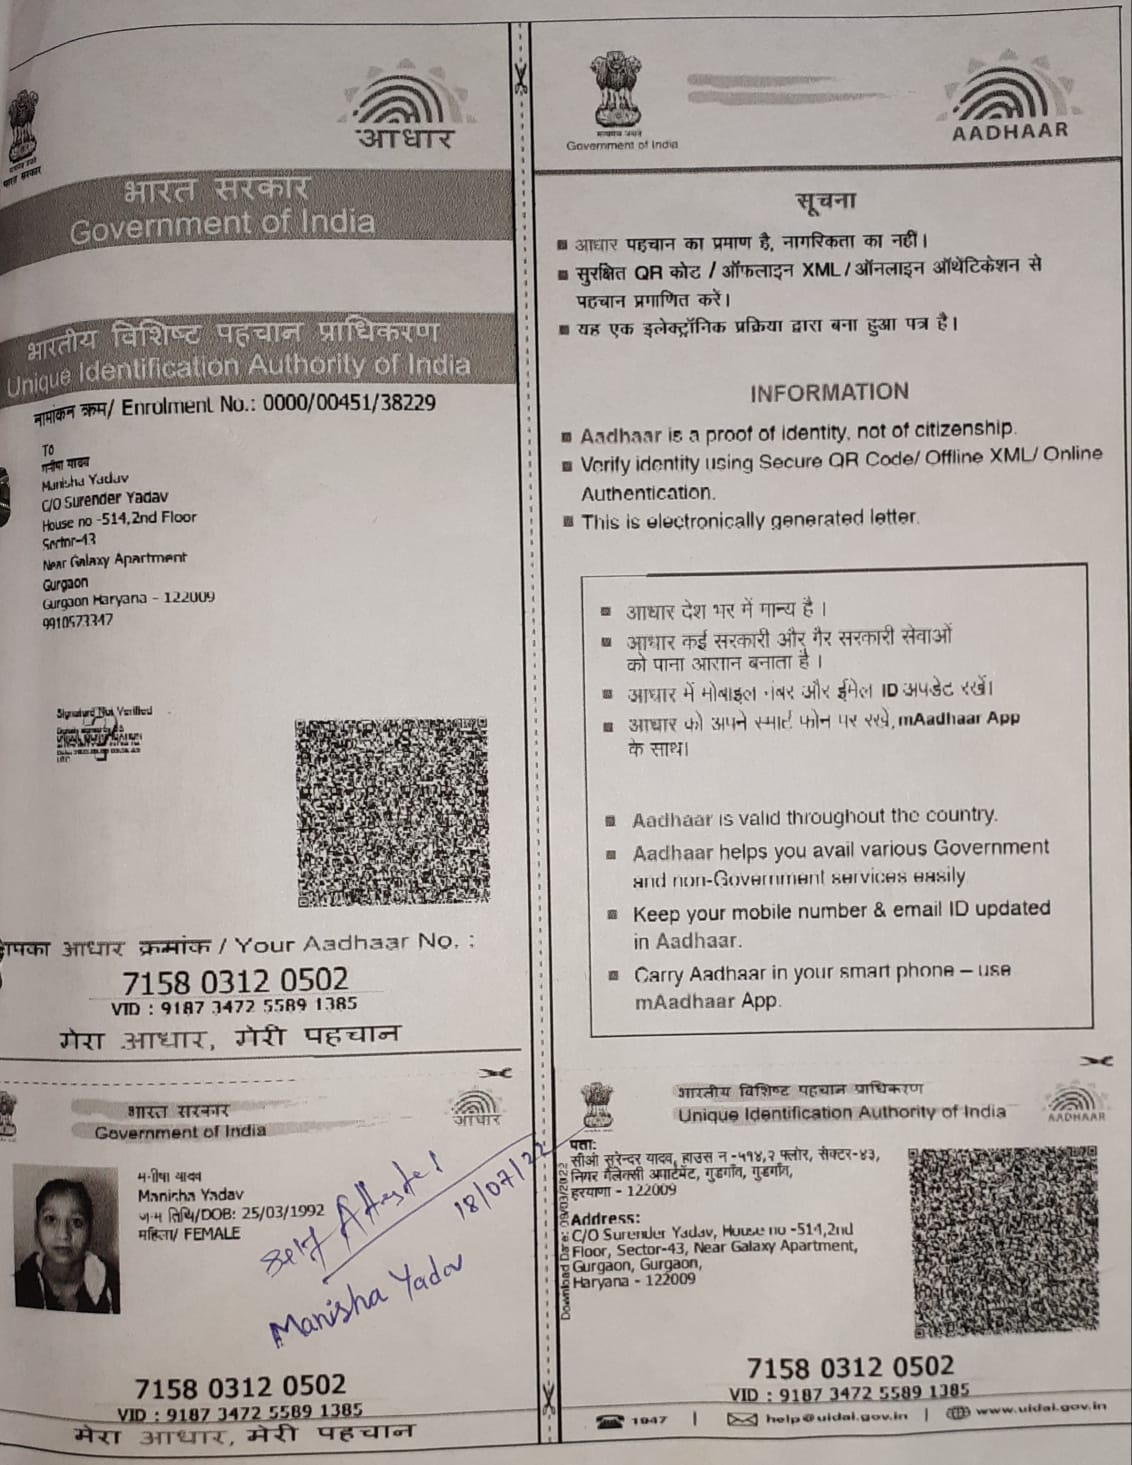 आधार
भारत सरकार
भारत सरकार
Government of India
भारतीय विशिष्ट पहचान प्राधिकरण
Unique Identification Authority of India
नामांकन क्रम/ Enrolment No.: 0000/00451/38229
To
मनीषा यादव
Manisha Yadav
C/O Surender Yadav
House no -514,2nd Floor
Sector-43
Near Galaxy Apartment
Gurgaon
Gurgaon Haryana - 122009
9910573347
Signature Not Verified
आपका आधार क्रमांक / Your Aadhaar No. :
7158 0312 0502
VID : 9187 3472 5589 1385
मेरा आधार, मेरी पहचान
भारत सरकार
Government of India
आधार
मनीषा यादव
Manisha Yadav
जन्म तिथि/DOB: 25/03/1992
महिला/ FEMALE
Self Attested
18/07/22
Manisha Yadav
7158 0312 0502
VID : 9187 3472 5589 1385
मेरा आधार, मेरी पहचान
सत्यमेव जयते
Government of India
AADHAAR
सूचना
आधार पहचान का प्रमाण है, नागरिकता का नहीं।
सुरक्षित QR कोड / ऑफलाइन XML / ऑनलाइन ऑथेंटिकेशन से
पहचान प्रमाणित करें।
यह एक इलेक्ट्रॉनिक प्रक्रिया द्वारा बना हुआ पत्र है।
INFORMATION
Aadhaar is a proof of identity, not of citizenship.
Verify identity using Secure QR Code/ Offline XML/ Online
Authentication.
This is electronically generated letter.
आधार देश भर में मान्य है।
आधार कई सरकारी और गैर सरकारी सेवाओं
को पाना आसान बनाता है।
आधार में मोबाइल नंबर और ईमेल ID अपडेट रखें।
आधार को अपने स्मार्ट फोन पर रखें, mAadhaar App
के साथ।
Aadhaar is valid throughout the country.
Aadhaar helps you avail various Government
and non-Government services easily.
Keep your mobile number & email ID updated
in Aadhaar.
Carry Aadhaar in your smart phone – use
mAadhaar App.
भारतीय विशिष्ट पहचान प्राधिकरण
Unique Identification Authority of India
AADHAAR
पता:
सीओ सुरेन्दर यादव, हाउस न -५१४,२ फ्लोर, सेक्टर-४३,
नियर गैलेक्सी अपार्टमेंट, गुडगाँव, गुडगाँव,
हरयाणा - 122009
Address:
C/O Surender Yadav, House no -514,2nd
Floor, Sector-43, Near Galaxy Apartment,
Gurgaon, Gurgaon,
Haryana - 122009
Download Date: 09/03/2022
7158 0312 0502
VID : 9187 3472 5589 1385
1947 | help@uidai.gov.in | www.uidai.gov.in